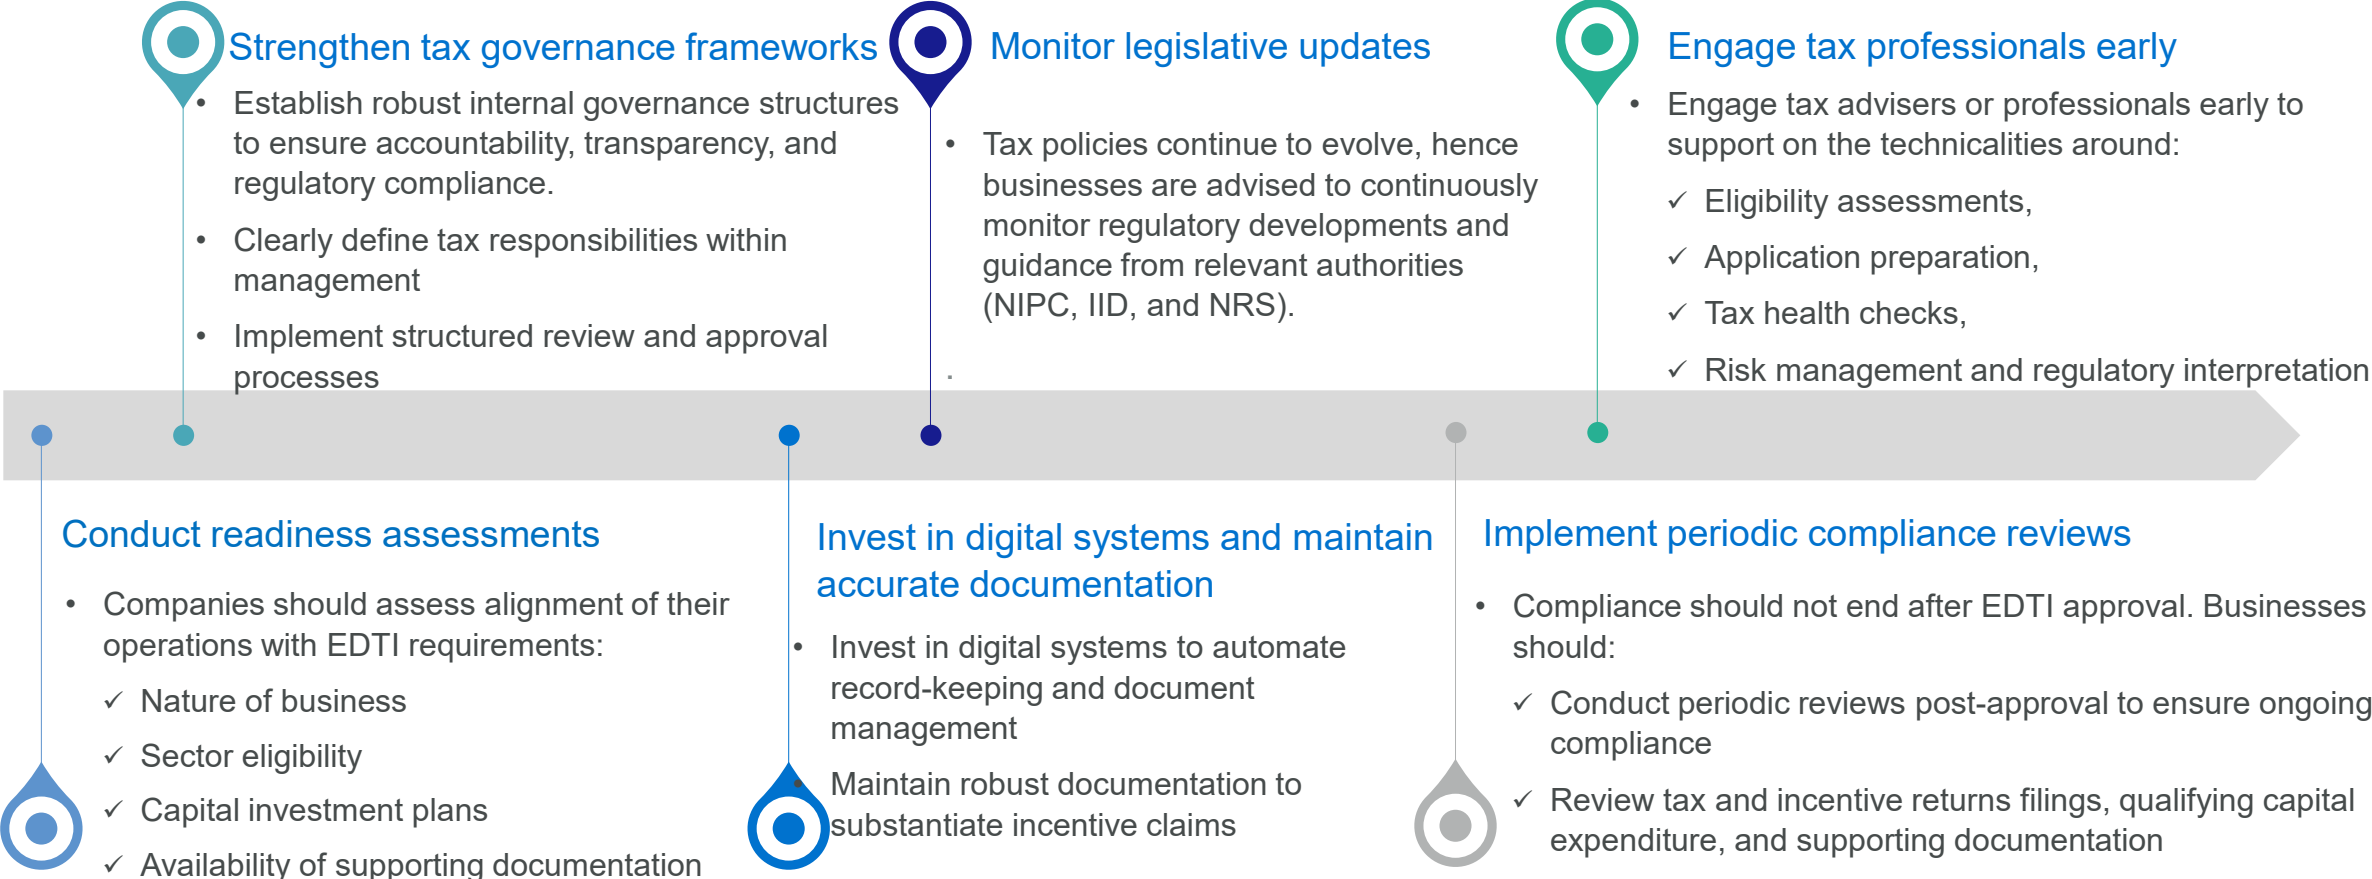 Strengthen tax governance frameworks
• Establish robust internal governance structures
to ensure accountability, transparency, and
regulatory compliance.
• Clearly define tax responsibilities within
management
• Implement structured review and approval
processes
Monitor legislative updates
• Tax policies continue to evolve, hence
businesses are advised to continuously
monitor regulatory developments and
guidance from relevant authorities
(NIPC, IID, and NRS).
.
Engage tax professionals early
• Engage tax advisers or professionals early to
support on the technicalities around:
✓ Eligibility assessments,
✓ Application preparation,
✓ Tax health checks,
✓ Risk management and regulatory interpretation
Conduct readiness assessments
• Companies should assess alignment of their
operations with EDTI requirements:
✓ Nature of business
✓ Sector eligibility
✓ Capital investment plans
✓ Availability of supporting documentation
Invest in digital systems and maintain
accurate documentation
• Invest in digital systems to automate
record-keeping and document
management
• Maintain robust documentation to
substantiate incentive claims
Implement periodic compliance reviews
• Compliance should not end after EDTI approval. Businesses
should:
✓ Conduct periodic reviews post-approval to ensure ongoing
compliance
✓ Review tax and incentive returns filings, qualifying capital
expenditure, and supporting documentation